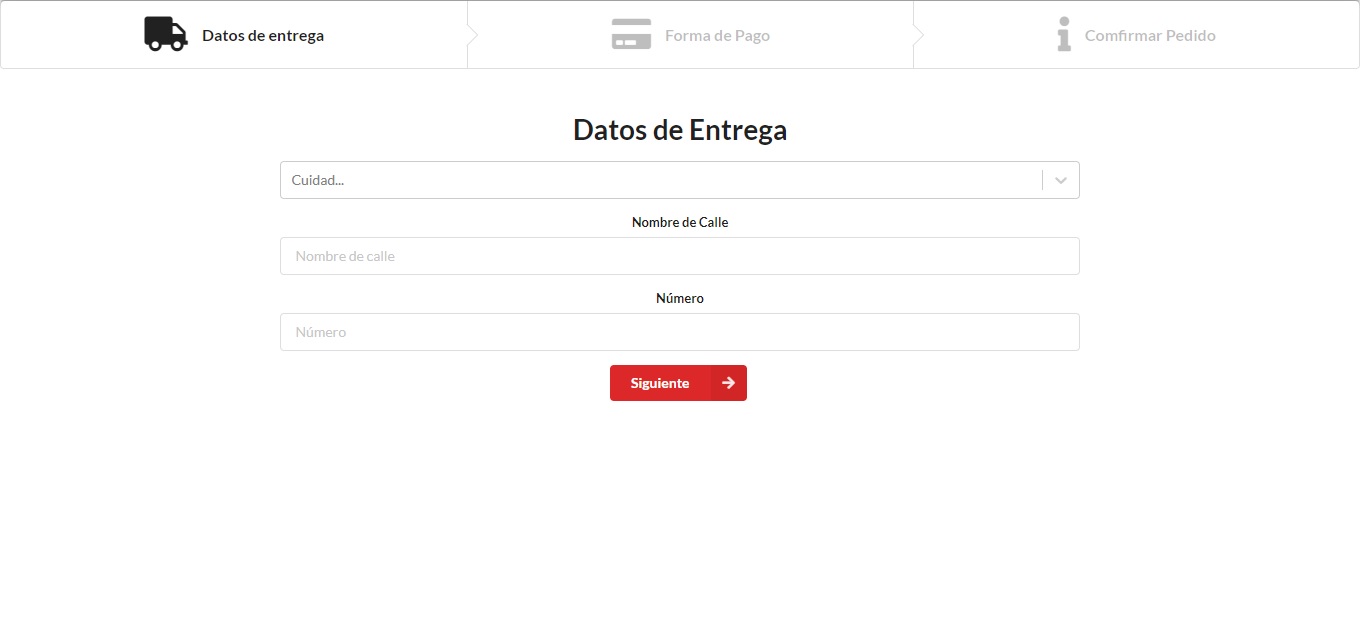 Datos de entrega
Forma de Pago
Comfirmar Pedido
Datos de Entrega
Cuidad...
Nombre de Calle
Nombre de calle
Número
Número
Siguiente